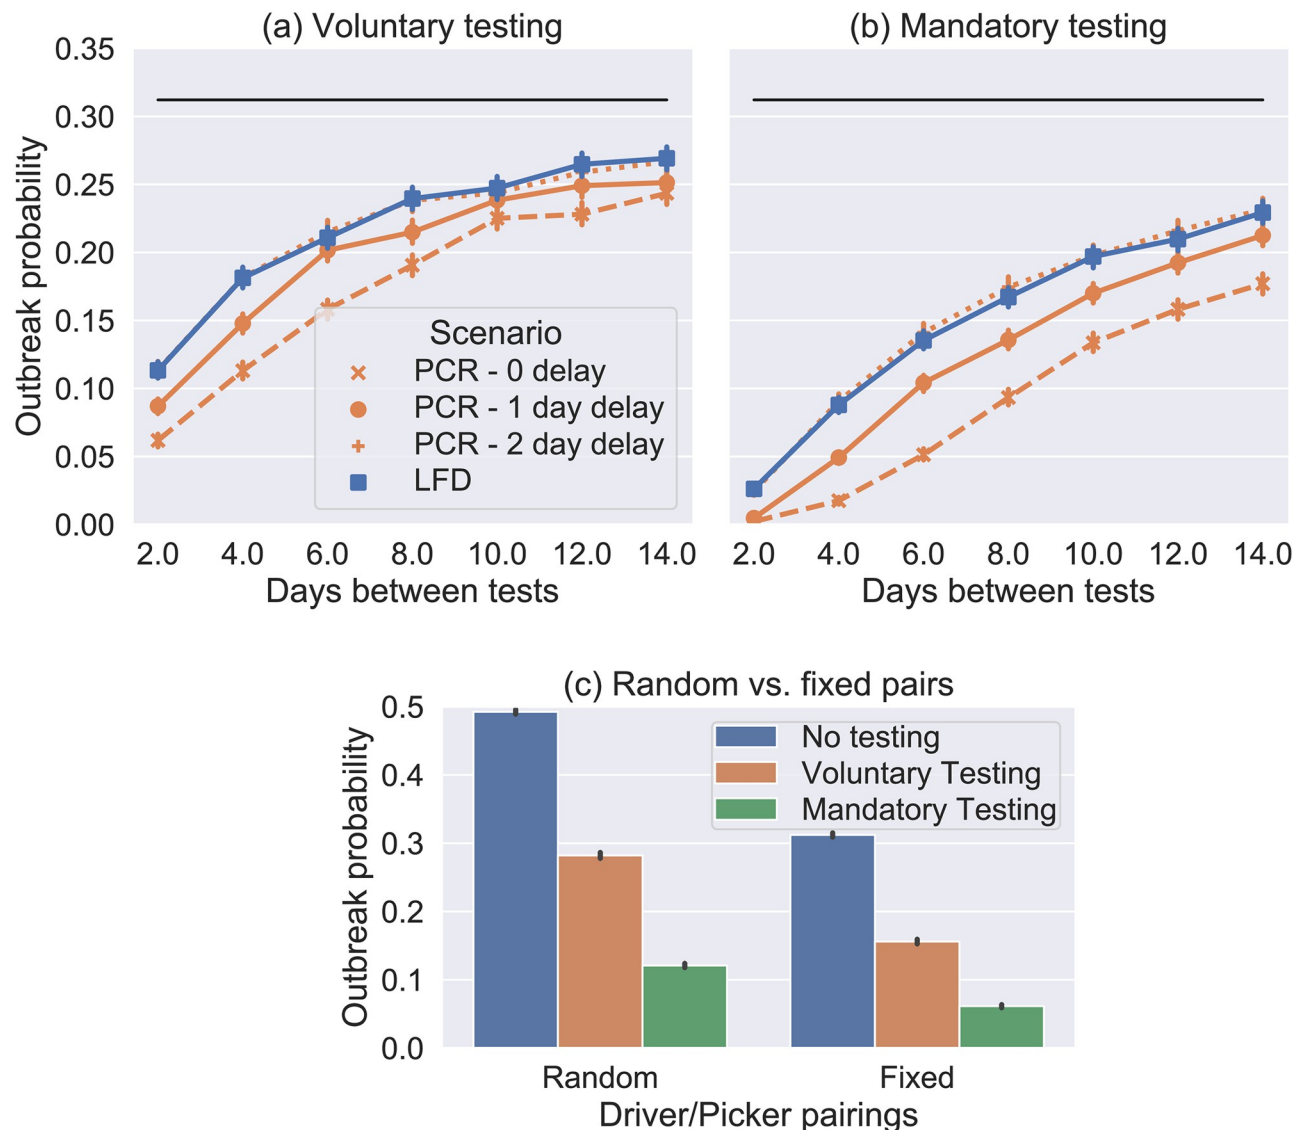 (a) Voluntary testing
(b) Mandatory testing
Outbreak probability
0.35
0.30
0.25
0.20
0.15
0.10
0.05
0.00
Scenario
PCR - 0 delay
PCR - 1 day delay
PCR - 2 day delay
LFD
2.0 4.0 6.0 8.0 10.0 12.0 14.0
Days between tests
2.0 4.0 6.0 8.0 10.0 12.0 14.0
Days between tests
(c) Random vs. fixed pairs
Outbreak probability
0.5
0.4
0.3
0.2
0.1
0.0
No testing
Voluntary Testing
Mandatory Testing
Random Fixed
Driver/Picker pairings